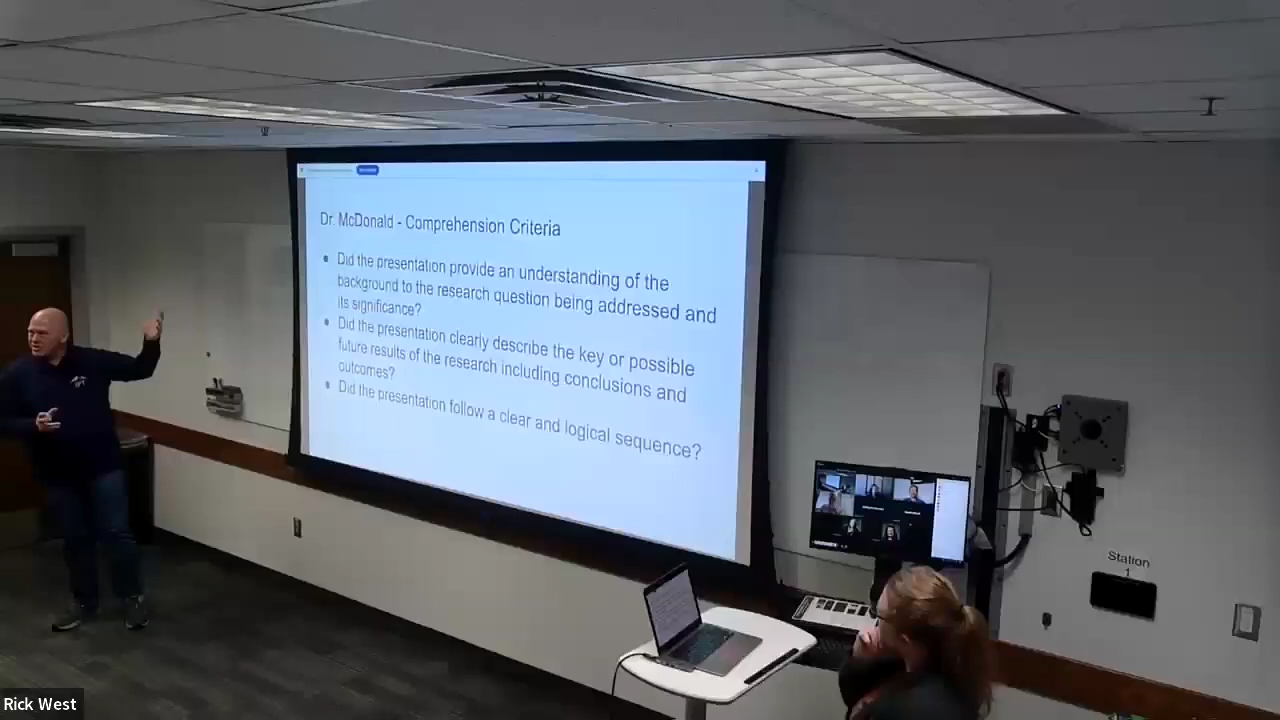 Dr. McDonald - Comprehension Criteria
Did the presentation provide an understanding of the
background to the research question being addressed and
its significance?
Did the presentation clearly describe the key or possible
future results of the research including conclusions and
outcomes?
Did the presentation follow a clear and logical sequence?
Station
1
Rick West